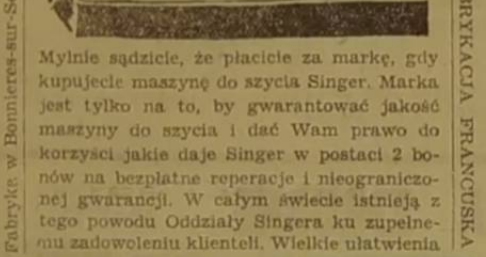 Mylnie sądzicie, że płacicie za markę, gdy
kupujecie maszynę do szycia Singer. Marka
jest tylko na to, by gwarantować jakość
maszyny do szycia i dać Wam prawo do
korzyści jakie daje Singer w postaci 2 bo-
nów na bezpłatne reperacje i nieograniczo-
nej gwarancji. W całym świecie istnieją z
tego powodu Oddziały Singera ku zupełne-
mu zadowoleniu klienteli. Wielkie ułatwienia
Fabryka w Bonnieres-sur-S
BRYKACJA FRANCUSKA